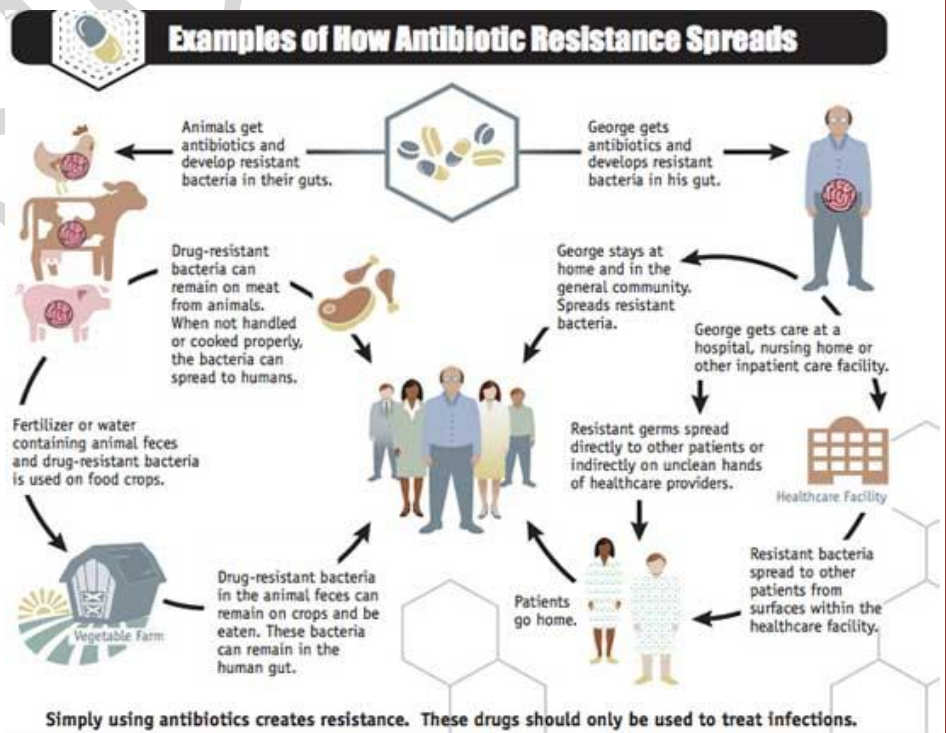 Examples of How Antibiotic Resistance Spreads
Animals get
antibiotics and
develop resistant
bacteria in their guts.
George gets
antibiotics and
develops resistant
bacteria in his gut.
Drug-resistant
bacteria can
remain on meat
from animals.
When not handled
or cooked properly,
the bacteria can
spread to humans.
George stays at
home and in the
general community.
Spreads resistant
bacteria.
George gets care at a
hospital, nursing home or
other inpatient care facility.
Fertilizer or water
containing animal feces
and drug-resistant bacteria
is used on food crops.
Resistant germs spread
directly to other patients or
indirectly on unclean hands
of healthcare providers.
Healthcare Facility
Vegetable Farm
Drug-resistant bacteria
in the animal feces can
remain on crops and be
eaten. These bacteria
can remain in the
human gut.
Patients
go home.
Resistant bacteria
spread to other
patients from
surfaces within the
healthcare facility.
Simply using antibiotics creates resistance. These drugs should only be used to treat infections.